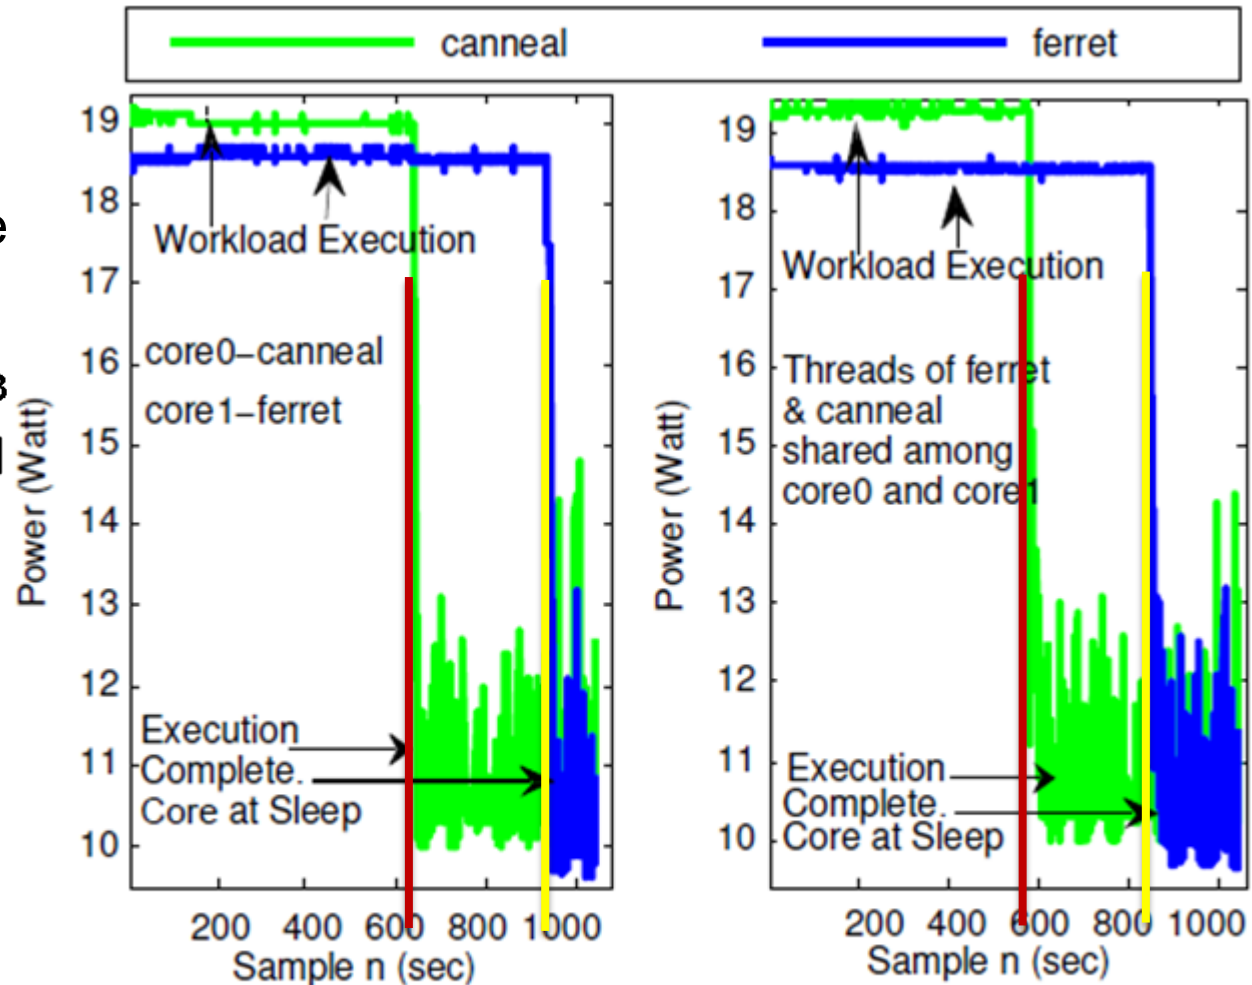 canneal
ferret
19
18
17
16
15
14
13
12
11
10
Power (Watt)
Workload Execution
core0–canneal
core1–ferret
Execution
Complete.
Core at Sleep
200 400 600 800 1000
Sample n (sec)
19
18
17
16
15
14
13
12
11
10
Power (Watt)
Workload Execution
Threads of ferret
& canneal
shared among
core0 and core1
Execution
Complete.
Core at Sleep
200 400 600 800 1000
Sample n (sec)